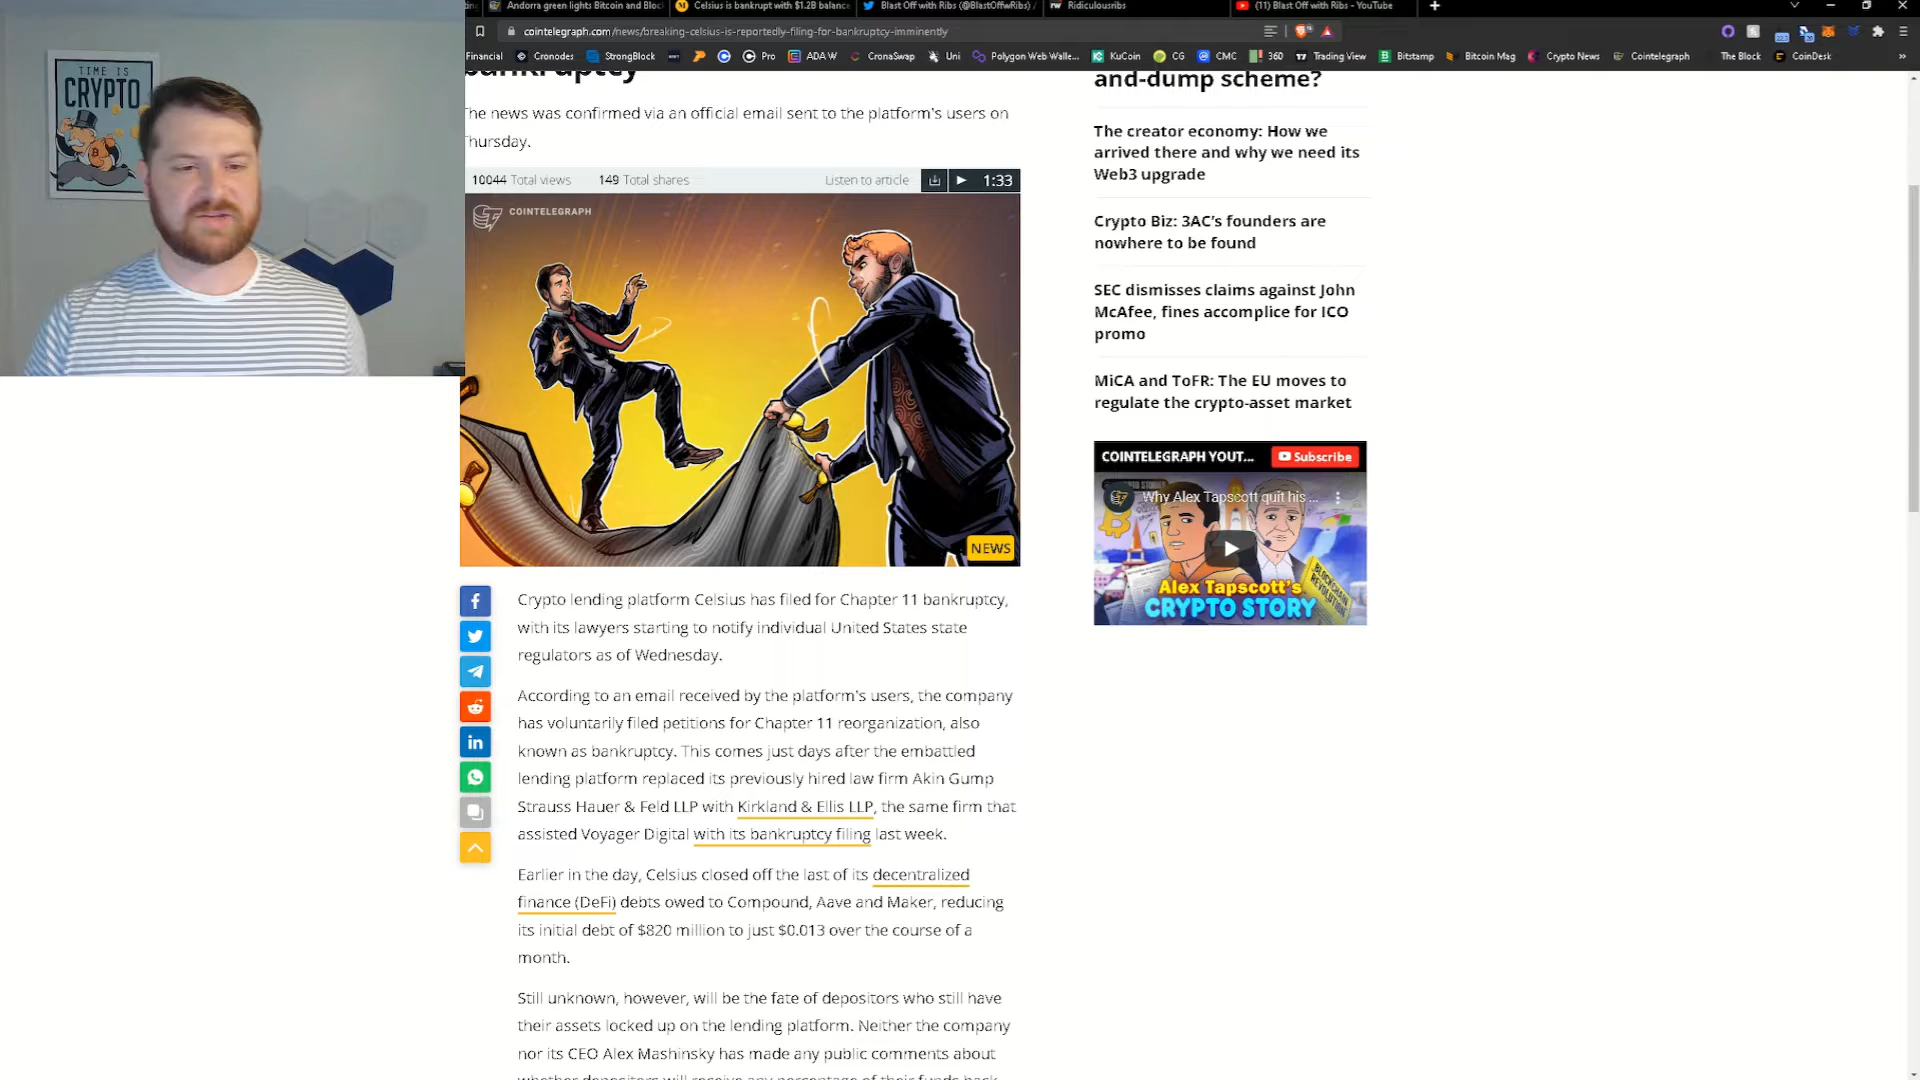 Andorra green lights Bitcoin and Bloc
Celsius is bankrupt with $1.2B balance
Blast Off with Ribs (@BlastOffwRibs) /
Ridiculousribs
(11) Blast Off with Ribs - YouTube
cointelegraph.com/news/breaking-celsius-is-reportedly-filing-for-bankruptcy-imminently
Financial
Cronodes
StrongBlock
Pro
ADA W
CronaSwap
Uni
Polygon Web Walle...
KuCoin
CG
CMC
360
Trading View
Bitstamp
Bitcoin Mag
Crypto News
Cointelegraph
The Block
CoinDesk
TIME IS
CRYPTO
bankruptcy
The news was confirmed via an official email sent to the platform's users on
Thursday.
10044 Total views
149 Total shares
Listen to article
1:33
COINTELEGRAPH
NEWS
Crypto lending platform Celsius has filed for Chapter 11 bankruptcy,
with its lawyers starting to notify individual United States state
regulators as of Wednesday.
According to an email received by the platform's users, the company
has voluntarily filed petitions for Chapter 11 reorganization, also
known as bankruptcy. This comes just days after the embattled
lending platform replaced its previously hired law firm Akin Gump
Strauss Hauer & Feld LLP with Kirkland & Ellis LLP, the same firm that
assisted Voyager Digital with its bankruptcy filing last week.
Earlier in the day, Celsius closed off the last of its decentralized
finance (DeFi) debts owed to Compound, Aave and Maker, reducing
its initial debt of $820 million to just $0.013 over the course of a
month.
Still unknown, however, will be the fate of depositors who still have
their assets locked up on the lending platform. Neither the company
nor its CEO Alex Mashinsky has made any public comments about
whether depositors will receive any percentage of their funds back
and-dump scheme?
The creator economy: How we
arrived there and why we need its
Web3 upgrade
Crypto Biz: 3AC's founders are
nowhere to be found
SEC dismisses claims against John
McAfee, fines accomplice for ICO
promo
MiCA and ToFR: The EU moves to
regulate the crypto-asset market
COINTELEGRAPH YOUT...
Subscribe
Why Alex Tapscott quit his ...
BLOCKCHAIN
REVOLUTION
Alex Tapscott's
CRYPTO STORY